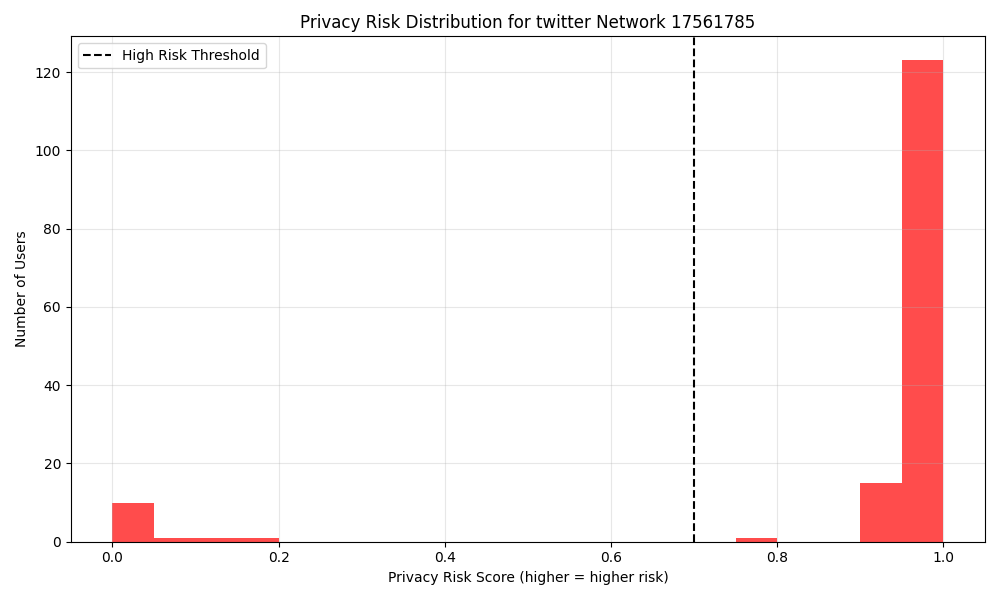 Privacy Risk Distribution for twitter Network 17561785
High Risk Threshold
120
100
80
60
40
20
0
Number of Users
0.0 0.2 0.4 0.6 0.8 1.0
Privacy Risk Score (higher = higher risk)